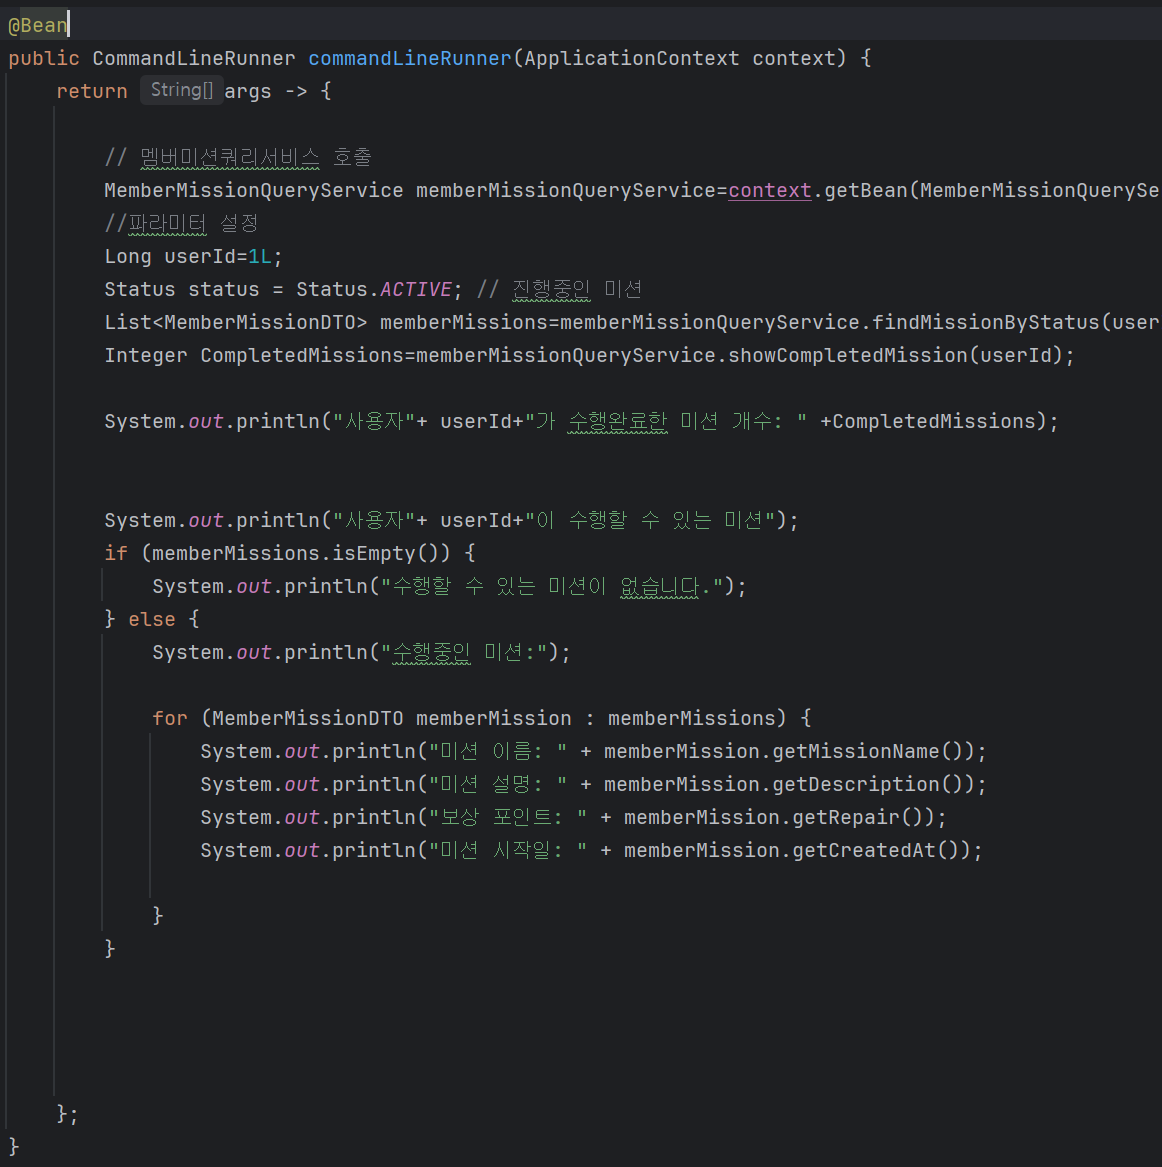 @Bean
public CommandLineRunner commandLineRunner(ApplicationContext context) {
return String[] args -> {
// 멤버미션쿼리서비스 호출
MemberMissionQueryService memberMissionQueryService=context.getBean(MemberMissionQuerySe
//파라미터 설정
Long userId=1L;
Status status = Status.ACTIVE; // 진행중인 미션
List<MemberMissionDTO> memberMissions=memberMissionQueryService.findMissionByStatus(user
Integer CompletedMissions=memberMissionQueryService.showCompletedMission(userId);
System.out.println("사용자"+ userId+"가 수행완료한 미션 개수: " +CompletedMissions);
System.out.println("사용자"+ userId+"이 수행할 수 있는 미션");
if (memberMissions.isEmpty()) {
System.out.println("수행할 수 있는 미션이 없습니다.");
} else {
System.out.println("수행중인 미션:");
for (MemberMissionDTO memberMission : memberMissions) {
System.out.println("미션 이름: " + memberMission.getMissionName());
System.out.println("미션 설명: " + memberMission.getDescription());
System.out.println("보상 포인트: " + memberMission.getRepair());
System.out.println("미션 시작일: " + memberMission.getCreatedAt());
}
}
};
}